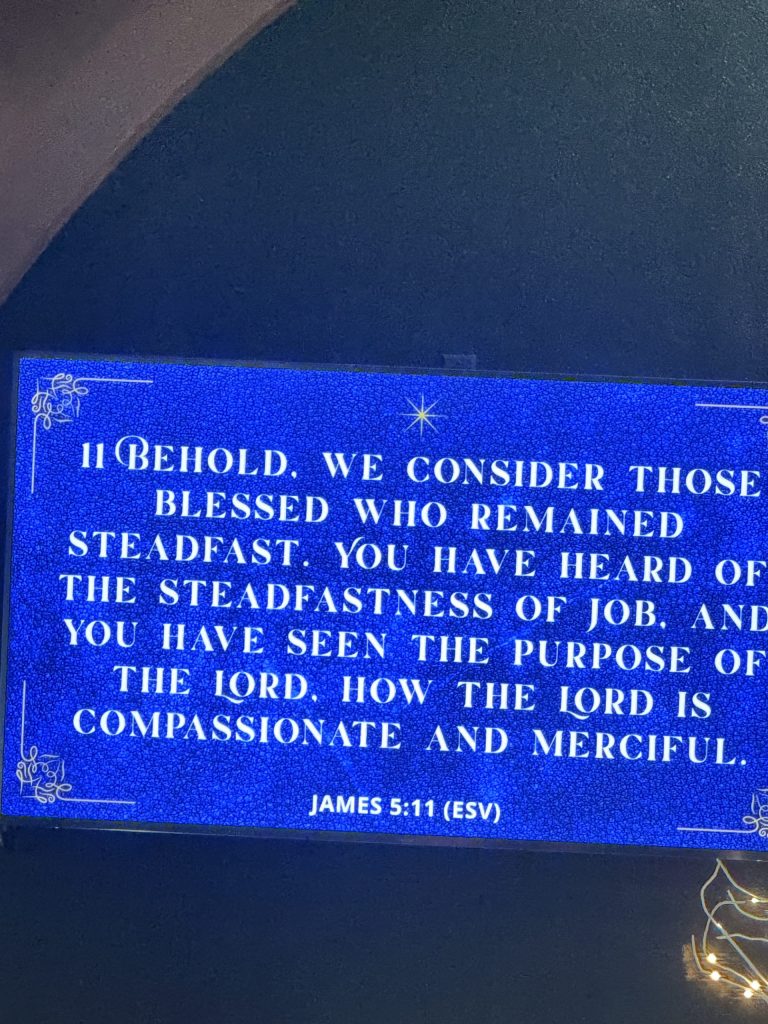 11 BEHOLD, WE CONSIDER THOSE
BLESSED WHO REMAINED
STEADFAST. YOU HAVE HEARD OF
THE STEADFASTNESS OF JOB, AND
YOU HAVE SEEN THE PURPOSE OF
THE LORD, HOW THE LORD IS
COMPASSIONATE AND MERCIFUL.
JAMES 5:11 (ESV)